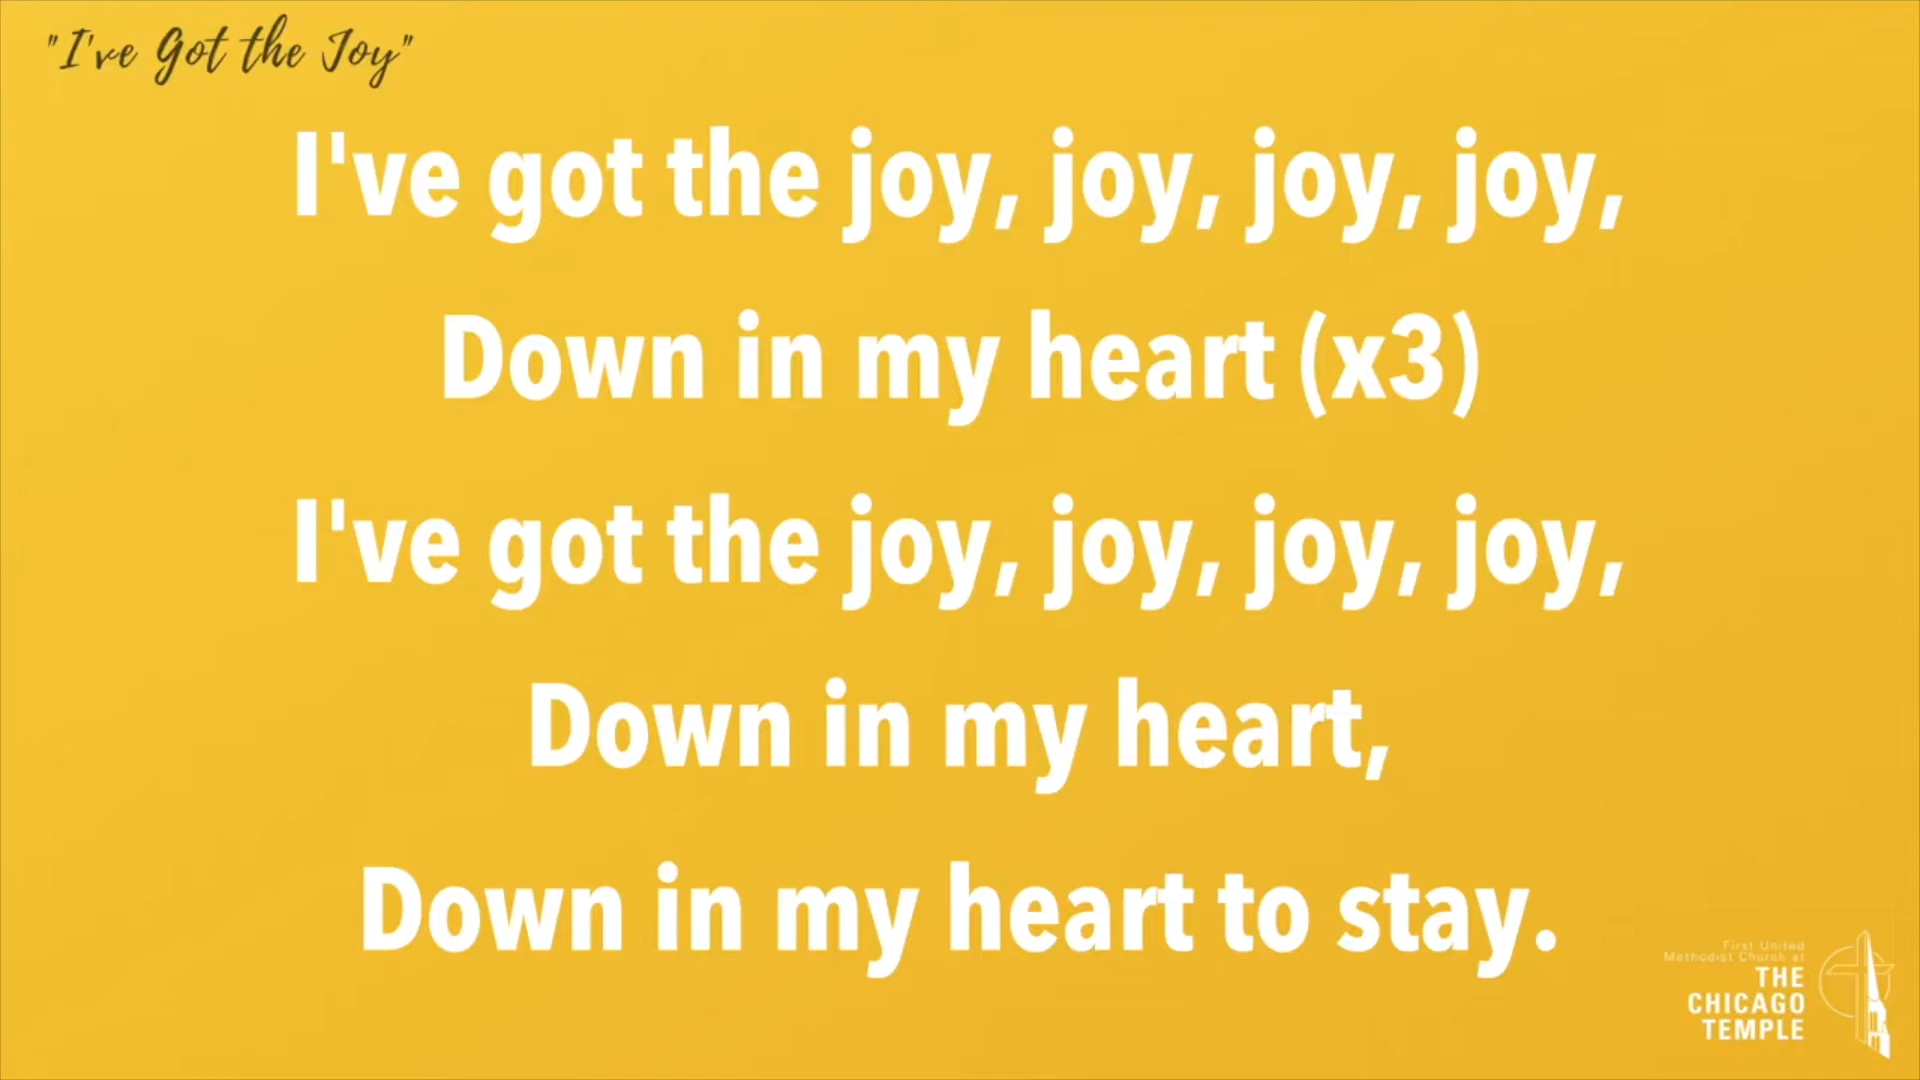 "I've Got the Joy"
I've got the joy, joy, joy, joy,
Down in my heart (x3)
I've got the joy, joy, joy, joy,
Down in my heart,
Down in my heart to stay.
First United
Methodist Church at
THE
CHICAGO
TEMPLE